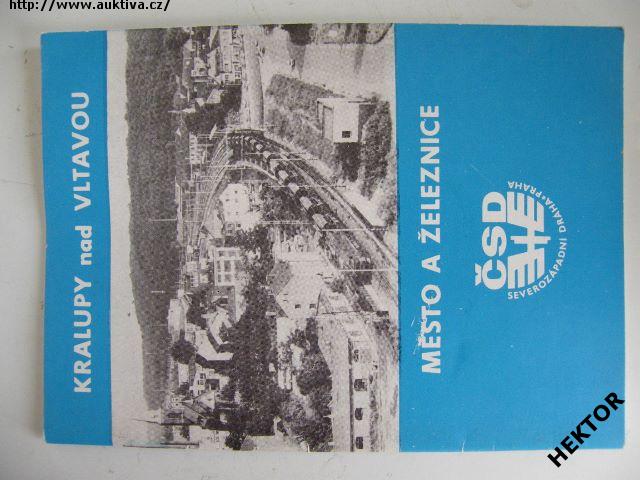 http://www.auktiva.cz/
KRALUPY nad VLTAVOU
MĚSTO A ŽELEZNICE
ČSD
SEVEROZÁPADNÍ DRÁHA•PRAHA
HEKTOR